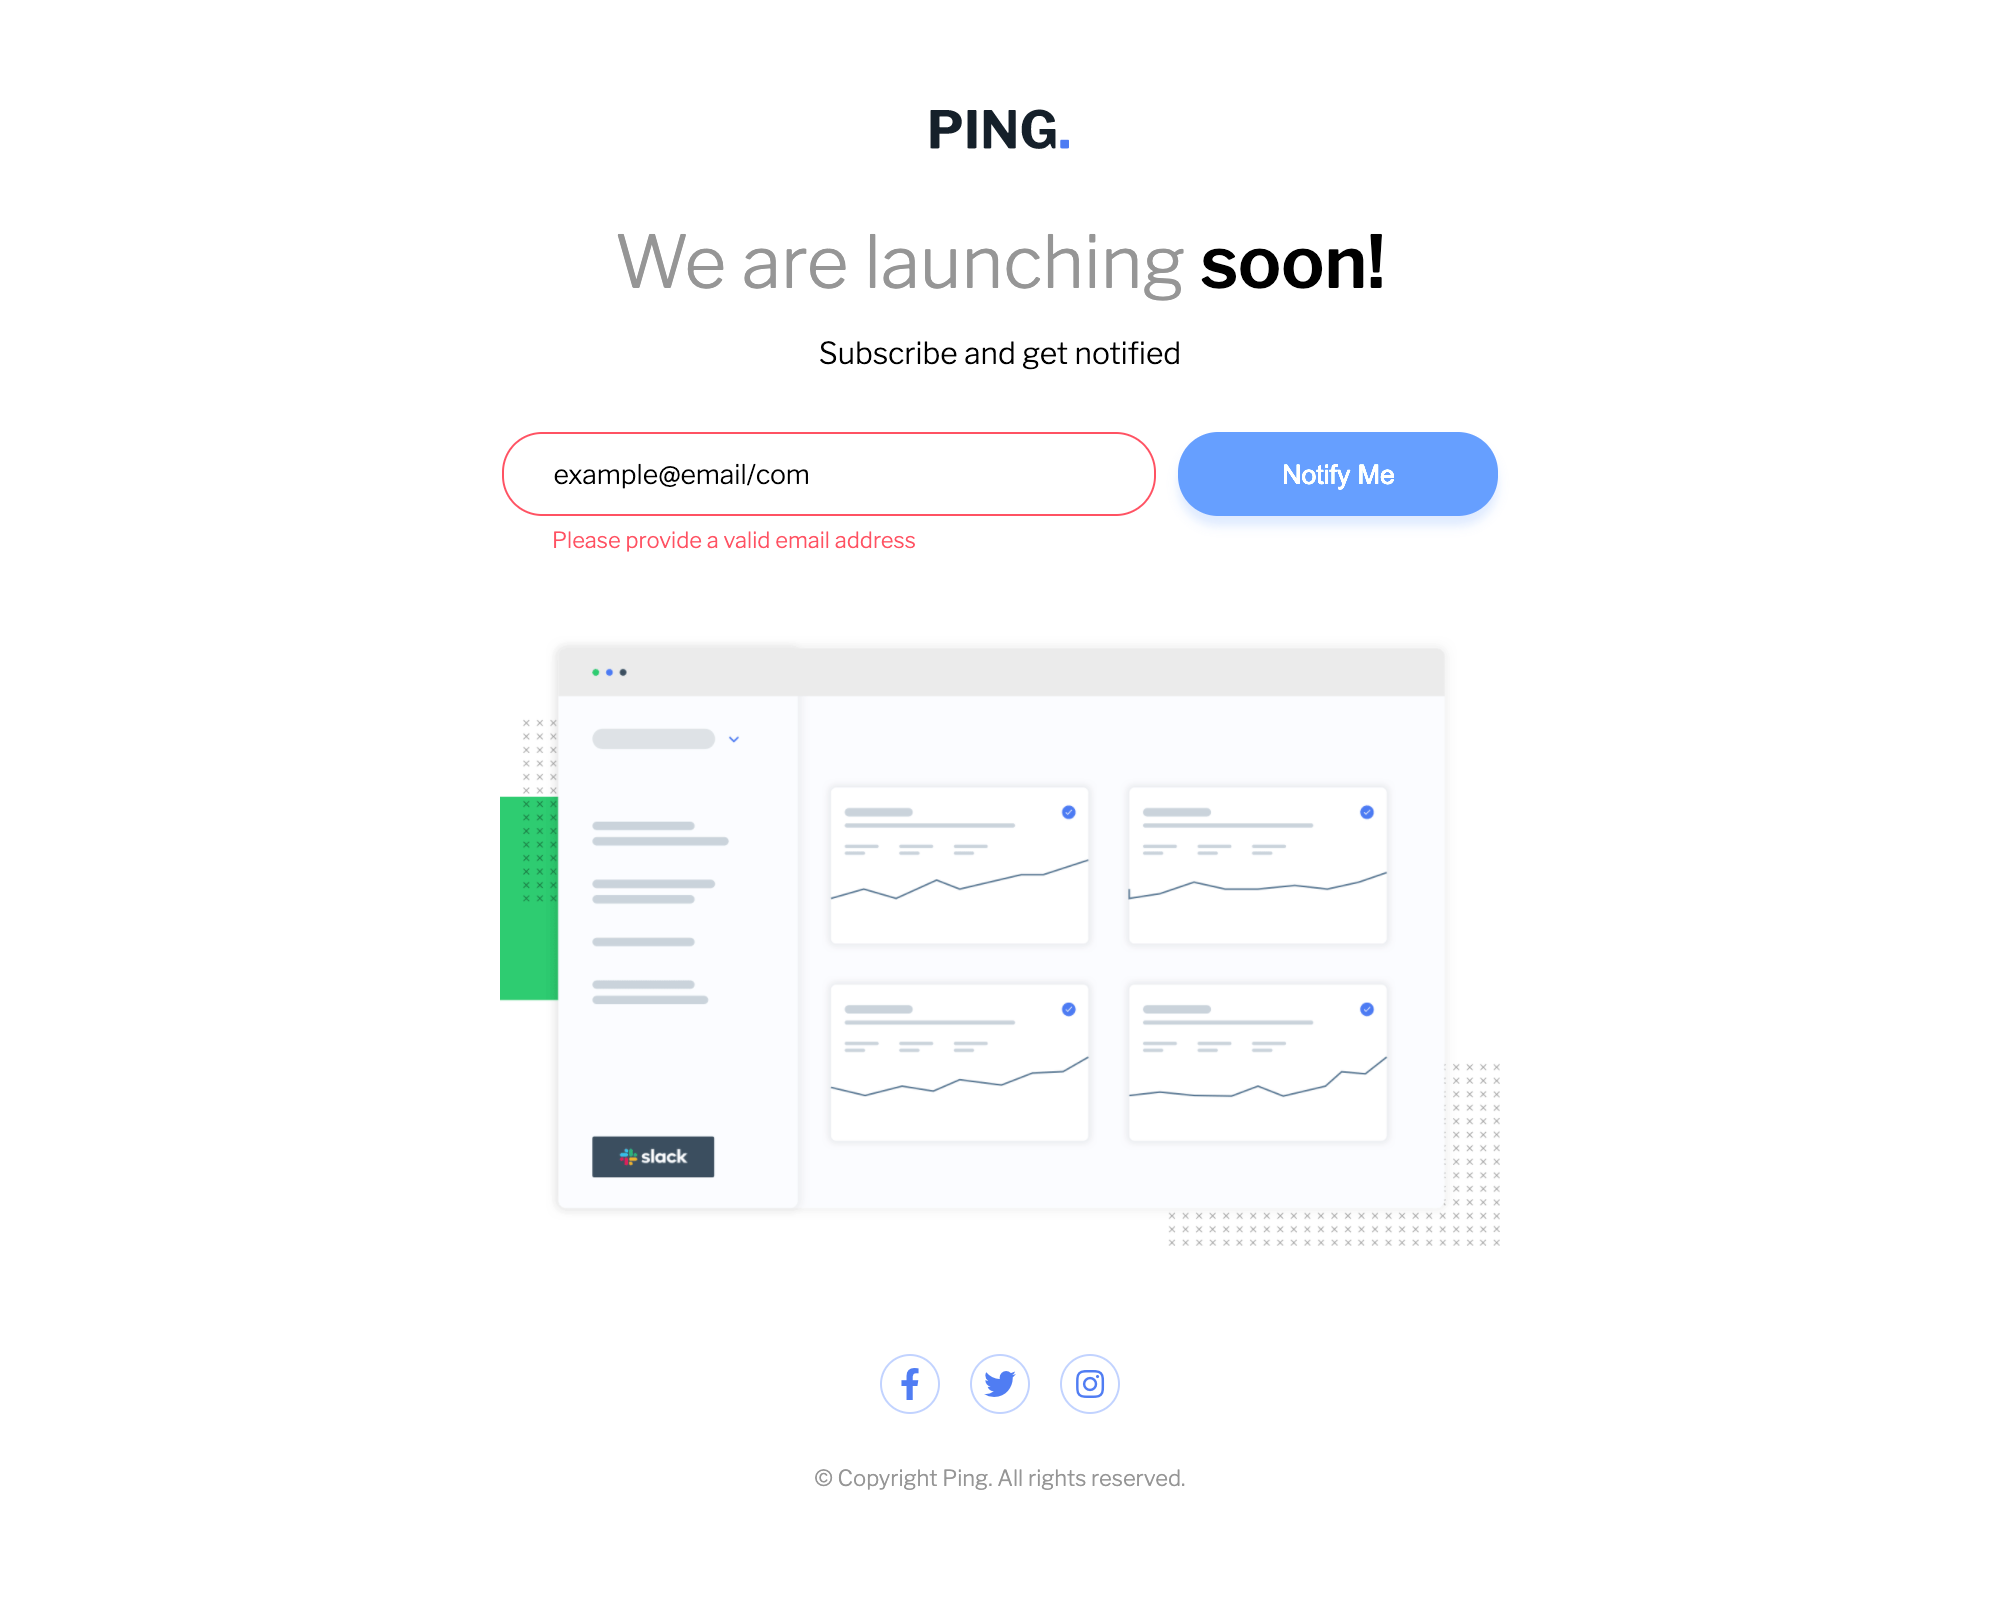 PING.
We are launching soon!
Subscribe and get notified
example@email/com
Notify Me
Please provide a valid email address
slack
© Copyright Ping. All rights reserved.